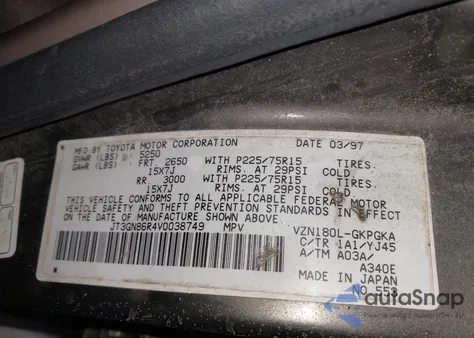 MFD BY TOYOTA MOTOR CORPORATION DATE 03/97
GVWR (LBS) 5250
GAWR (LBS) FRT. 2650 WITH P225/75R15 TIRES.
15X7J RIMS. AT 29PSI COLD
RR. 3000 WITH P225/75R15 TIRES.
15X7J RIMS. AT 29PSI COLD
THIS VEHICLE CONFORMS TO ALL APPLICABLE FEDERAL MOTOR
VEHICLE SAFETY AND THEFT PREVENTION STANDARDS IN EFFECT
ON THE DATE OF MANUFACTURE SHOWN ABOVE.
JT3GN86R4V0038749 MPV VZN180L-GKPGKA
C/TR 1A1/YJ45
A/TM A03A/
A340E
NO.553
autoSnap